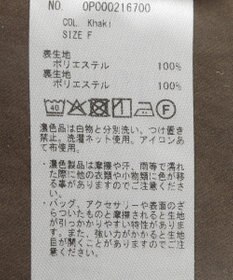 NO. 0P000216700
COL. Khaki
SIZE F
表生地
ポリエステル 100%
裏生地
ポリエステル 100%
40
F
濃色品は白物と分別洗い、つけ置き
禁止。洗濯ネット使用。アイロンあ
て布使用。
・濃色製品は摩擦や汗、雨等で濡れ
た際に他の衣類や小物類に色が移
る事がありますのでご注意くださ
い。
・バッグ、アクセサリーや表面のざ
らついたものと摩擦されると生地
が引っかかりやすい特性がありま
す。また、強い力がかかると生地
目が開くことがありますのでご注
意ください。